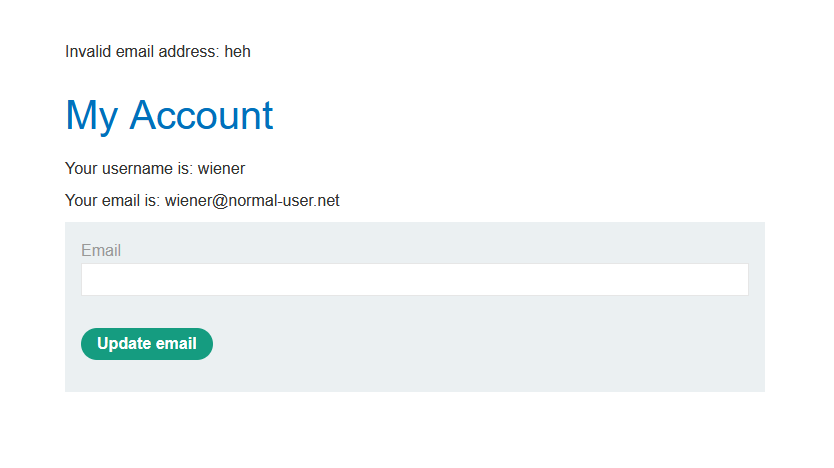 Invalid email address: heh
My Account
Your username is: wiener
Your email is: wiener@normal-user.net
Email
Update email